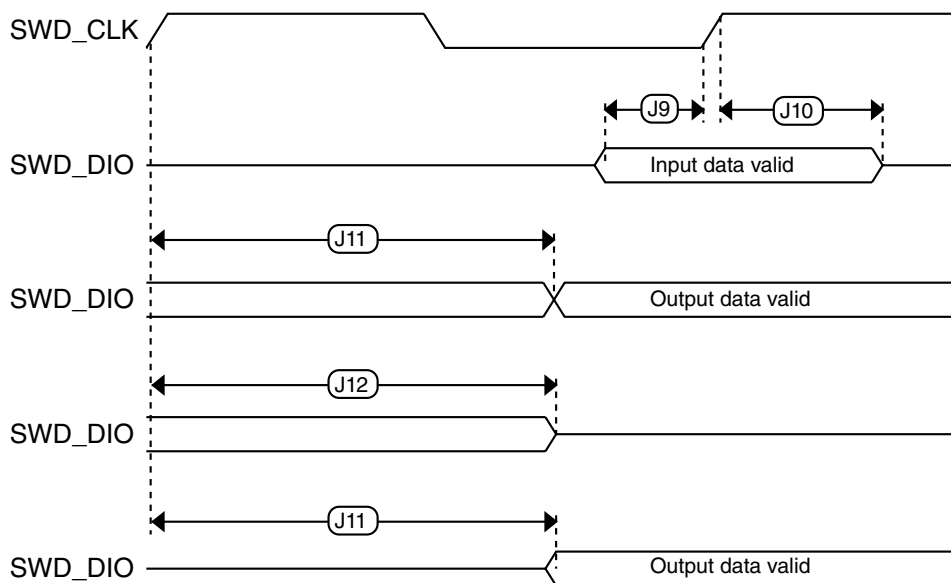 SWD_CLK
J9
J10
SWD_DIO
Input data valid
J11
SWD_DIO
Output data valid
J12
SWD_DIO
J11
SWD_DIO
Output data valid